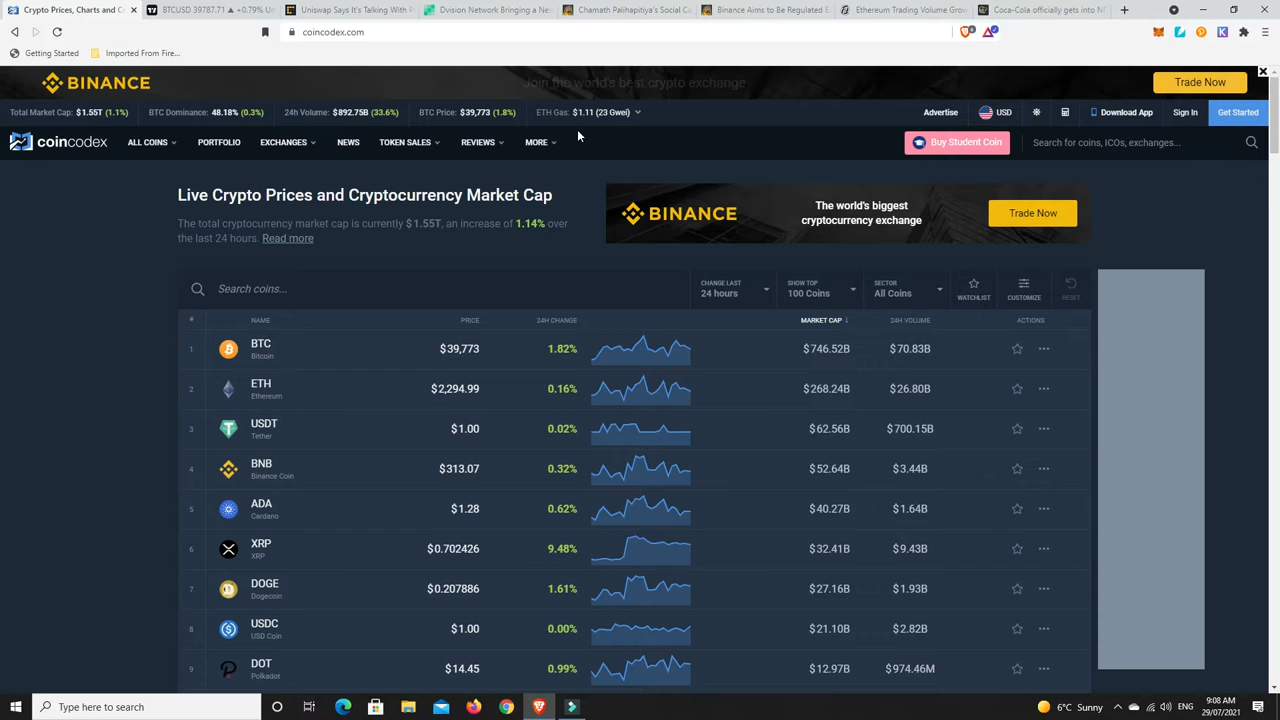 Crypto Prices, Charts and Cr
BTCUSD 39787.71 ▲ +0.79% Un
Uniswap Says It's Talking With P
Dvision Network Bringing a Ne
Chamath Palihapitiya's Social Ca
Binance Aims to Be Regulated E
Ethereum Trading Volume Grow
Coca-Cola officially gets into NF
coincodex.com
6
Getting Started
Imported From Fire...
BINANCE
Join the world's best crypto exchange
Trade Now
Total Market Cap: $1.55T (1.1%)
BTC Dominance: 48.18% (0.3%)
24h Volume: $892.75B (33.6%)
BTC Price: $39,773 (1.8%)
ETH Gas: $1.11 (23 Gwei)
Advertise
USD
Download App
Sign In
Get Started
coincodex
ALL COINS
PORTFOLIO
EXCHANGES
NEWS
TOKEN SALES
REVIEWS
MORE
Buy Student Coin
Search for coins, ICOs, exchanges...
Live Crypto Prices and Cryptocurrency Market Cap
The total cryptocurrency market cap is currently $1.55T, an increase of 1.14% over
the last 24 hours. Read more
BINANCE
The world's biggest
cryptocurrency exchange
Trade Now
Search coins...
CHANGE LAST
24 hours
SHOW TOP
100 Coins
SECTOR
All Coins
WATCHLIST
CUSTOMIZE
RESET
# NAME PRICE 24H CHANGE MARKET CAP ↓ 24H VOLUME ACTIONS
1 BTC $39,773 1.82% $746.52B $70.83B
Bitcoin
2 ETH $2,294.99 0.16% $268.24B $26.80B
Ethereum
3 USDT $1.00 0.02% $62.56B $700.15B
Tether
4 BNB $313.07 0.32% $52.64B $3.44B
Binance Coin
5 ADA $1.28 0.62% $40.27B $1.64B
Cardano
6 XRP $0.702426 9.48% $32.41B $9.43B
XRP
7 DOGE $0.207886 1.61% $27.16B $1.93B
Dogecoin
8 USDC $1.00 0.00% $21.10B $2.82B
USD Coin
9 DOT $14.45 0.99% $12.97B $974.46M
Polkadot
Type here to search
6°C Sunny
ENG
9:08 AM
29/07/2021